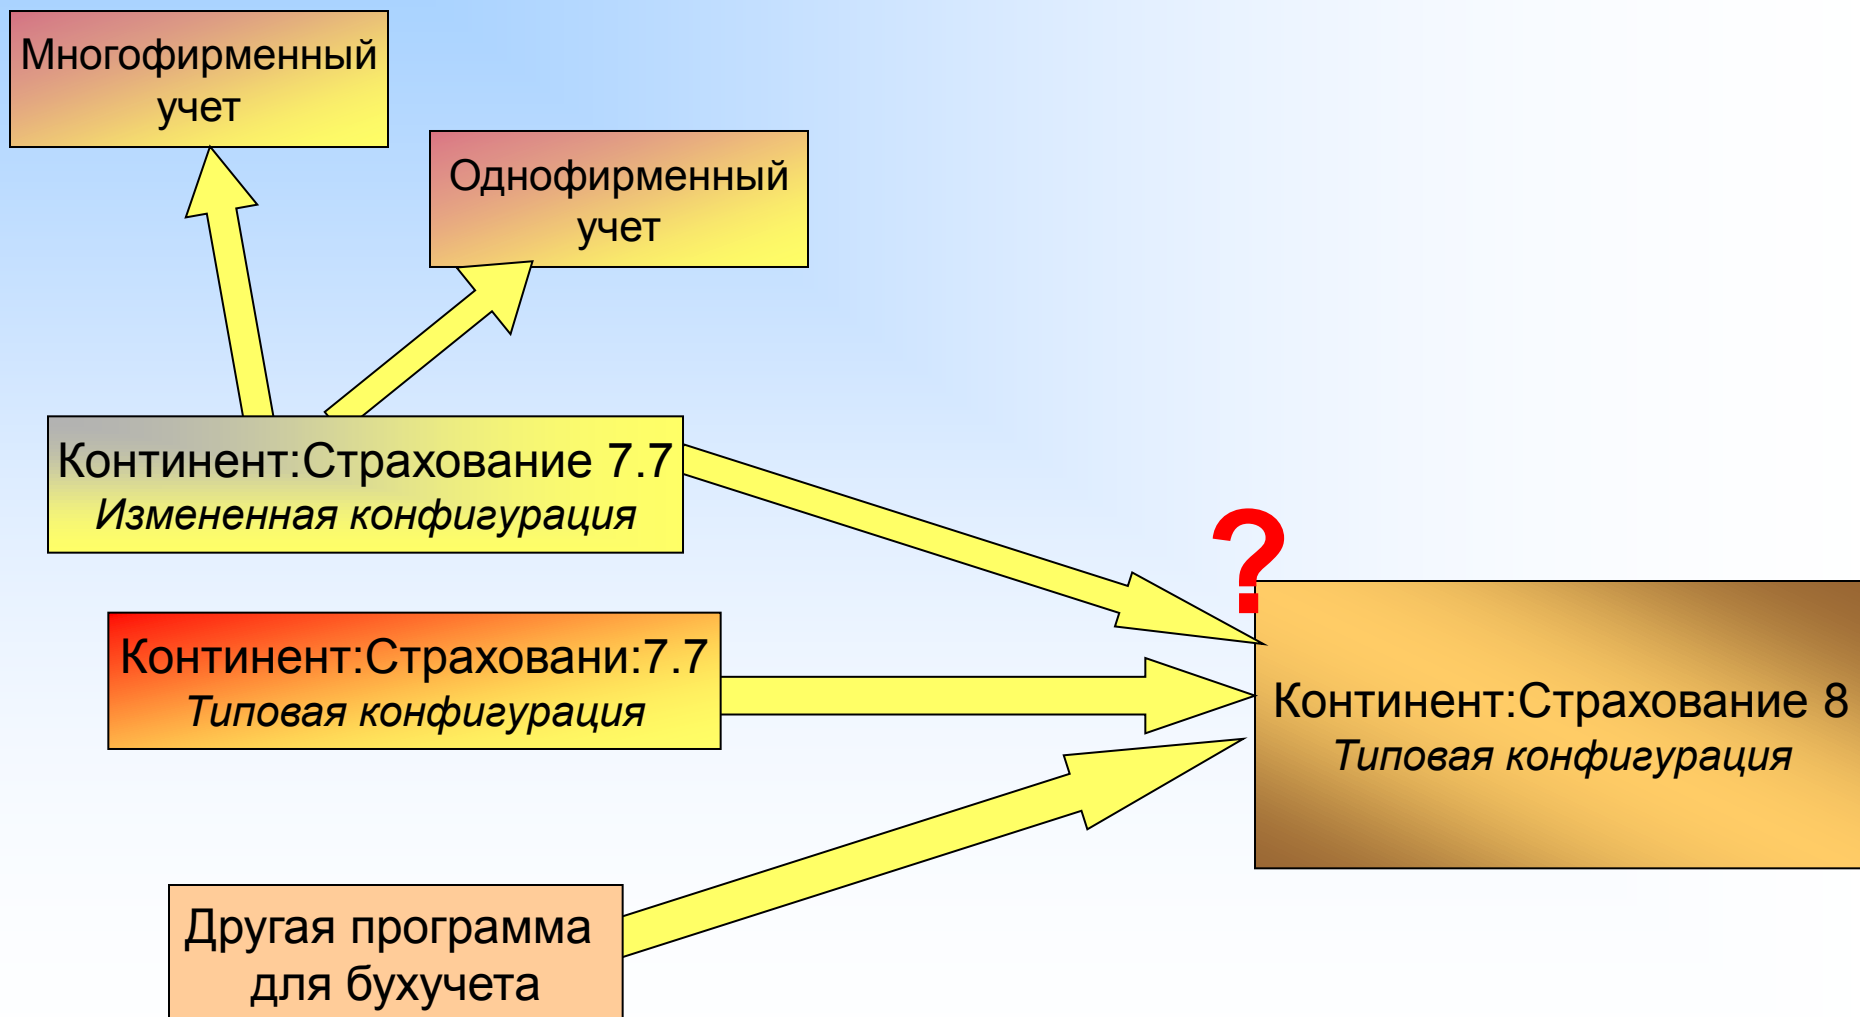 Многофирменный
учет
Однофирменный
учет
Континент:Страхование 7.7
Измененная конфигурация
?
Континент:Страховани:7.7
Типовая конфигурация
Континент:Страхование 8
Типовая конфигурация
Другая программа
для бухучета